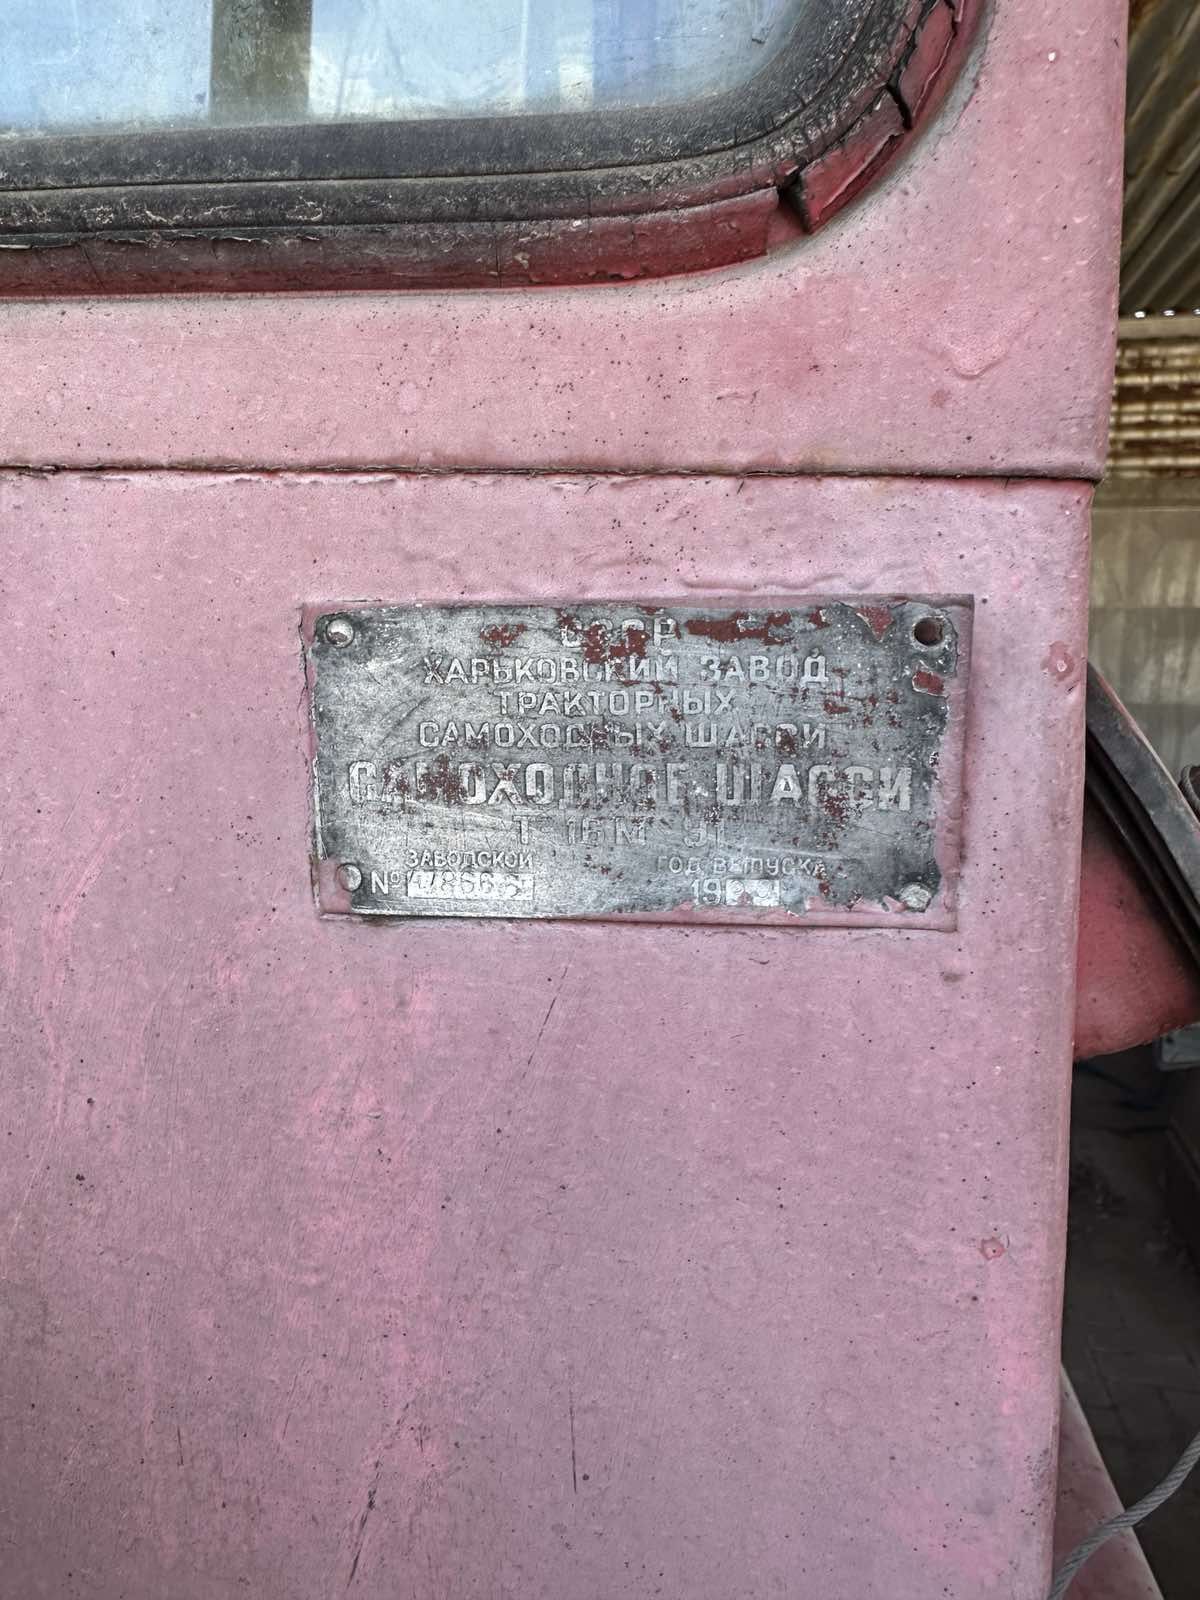 СССР
ХАРЬКОВСКИЙ ЗАВОД
ТРАКТОРНЫХ
САМОХОДНЫХ ШАССИ
САМОХОДНОЕ ШАССИ
Т 16М
ЗАВОДСКОЙ ГОД ВЫПУСКА
№